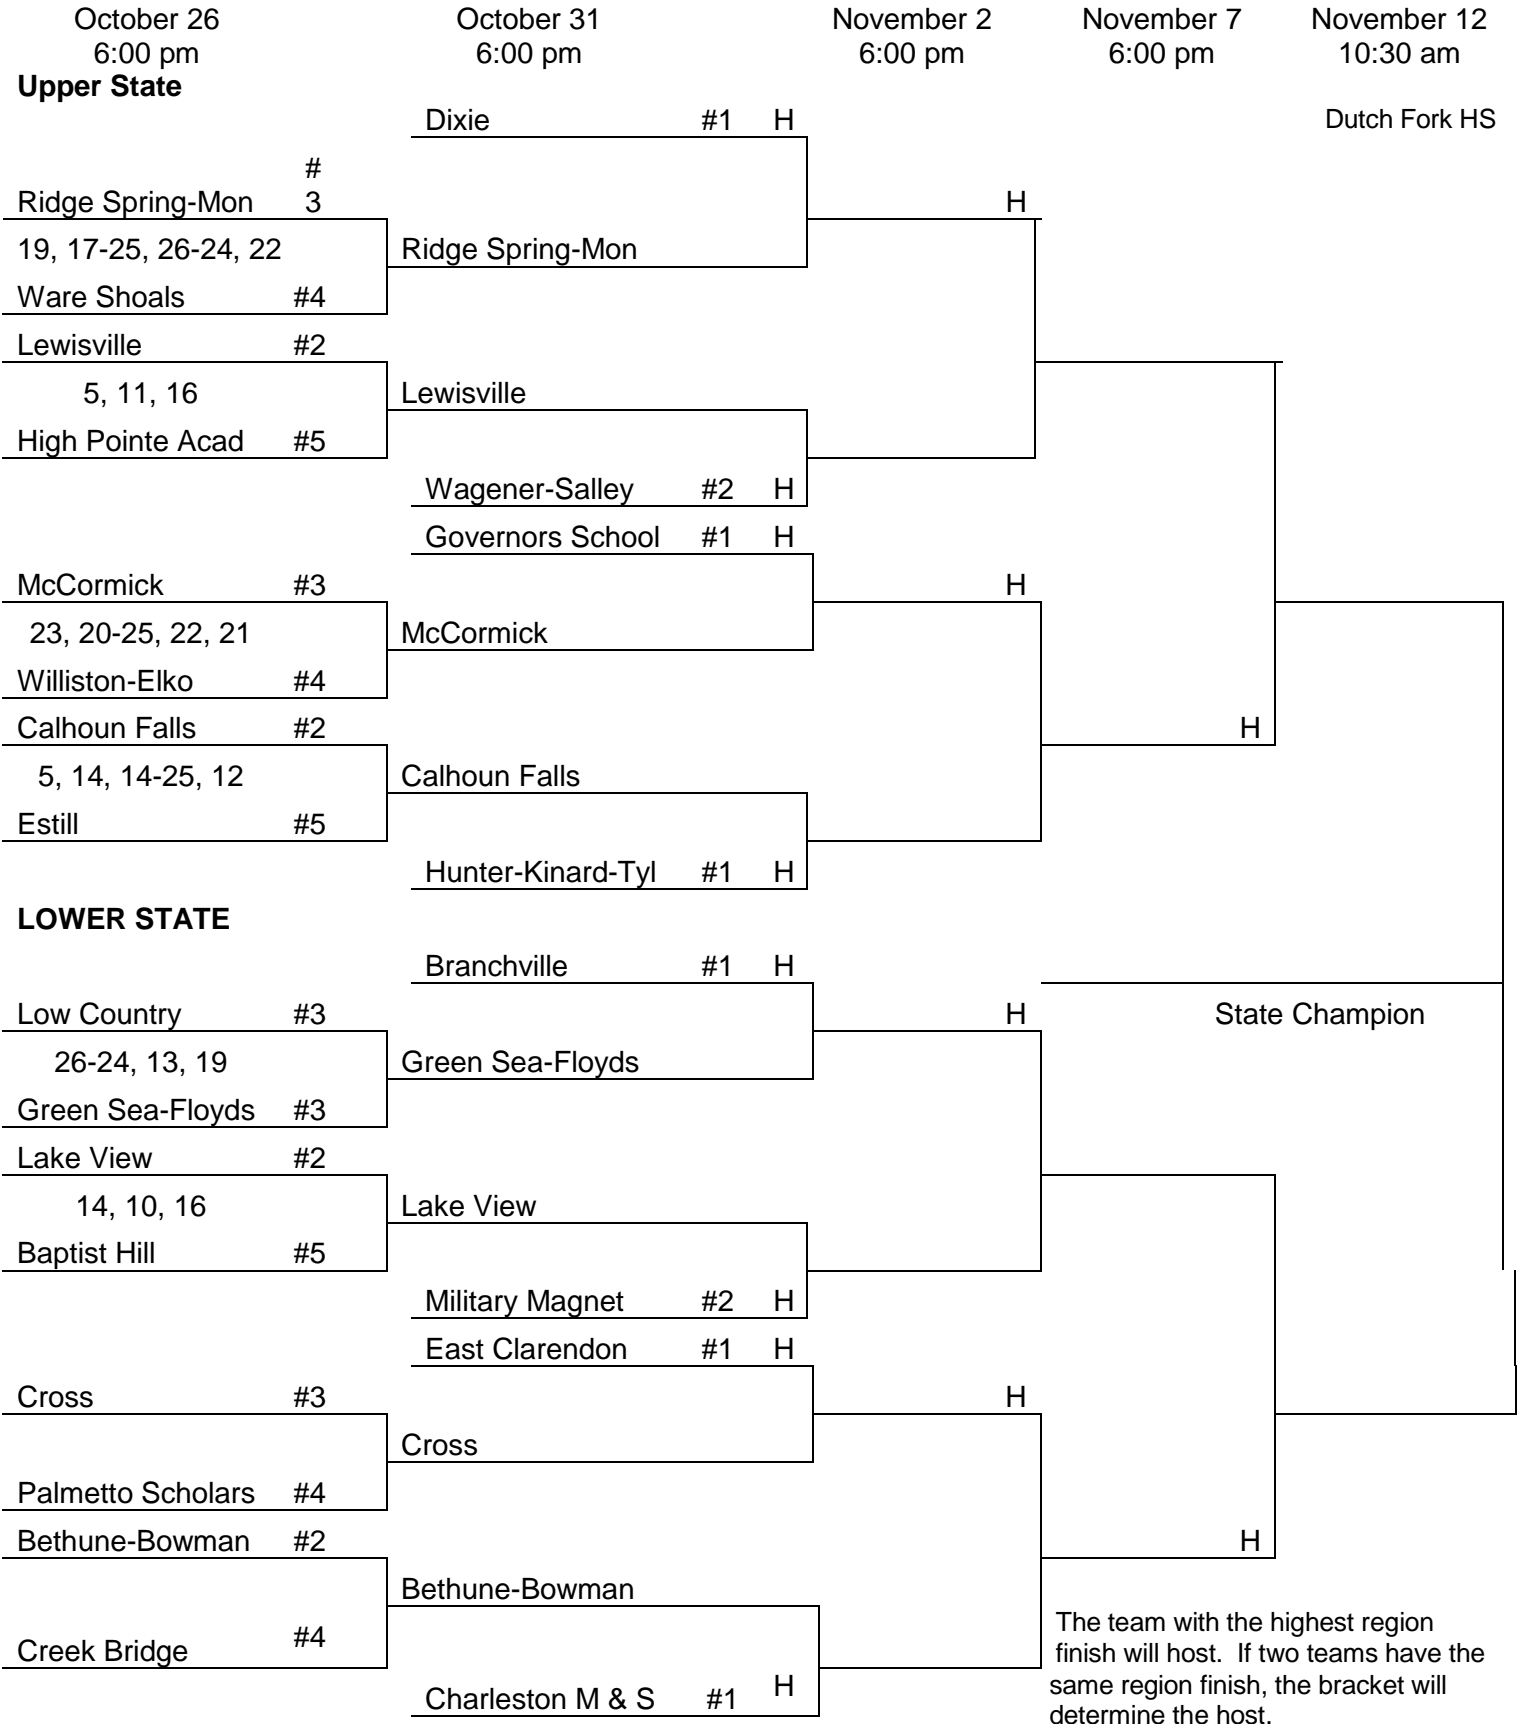 October 26 October 31 November 2 November 7 November 12
6:00 pm 6:00 pm 6:00 pm 6:00 pm 10:30 am
Upper State
Dixie #1 H Dutch Fork HS
#
Ridge Spring-Mon 3 H
19, 17-25, 26-24, 22 Ridge Spring-Mon
Ware Shoals #4
Lewisville #2
5, 11, 16 Lewisville
High Pointe Acad #5
Wagener-Salley #2 H
Governors School #1 H
McCormick #3 H
23, 20-25, 22, 21 McCormick
Williston-Elko #4
Calhoun Falls #2 H
5, 14, 14-25, 12 Calhoun Falls
Estill #5
Hunter-Kinard-Tyl #1 H
LOWER STATE
Branchville #1 H
Low Country #3 H State Champion
26-24, 13, 19 Green Sea-Floyds
Green Sea-Floyds #3
Lake View #2
14, 10, 16 Lake View
Baptist Hill #5
Military Magnet #2 H
East Clarendon #1 H
Cross #3 H
Cross
Palmetto Scholars #4
Bethune-Bowman #2 H
Bethune-Bowman
Creek Bridge #4
Charleston M & S #1 H
The team with the highest region
finish will host. If two teams have the
same region finish, the bracket will
determine the host.